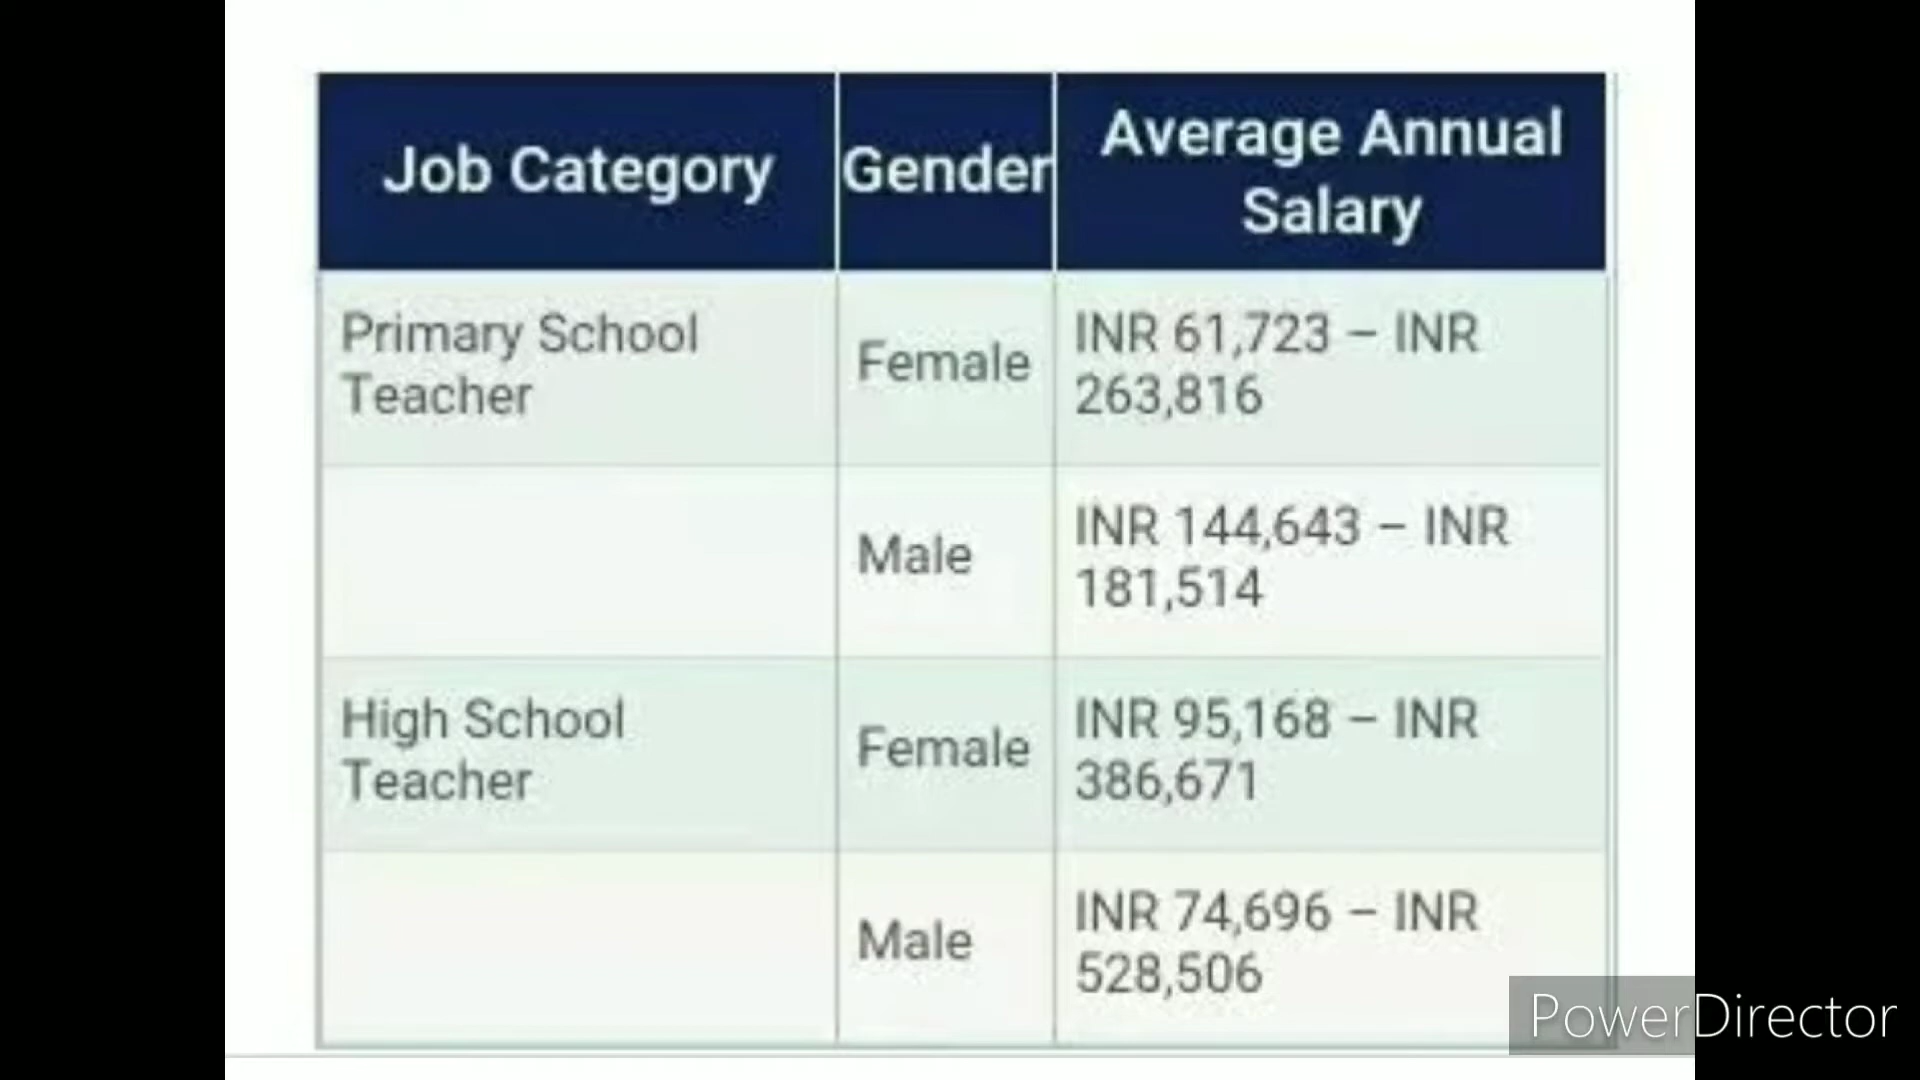 Job Category
Gender
Average Annual
Salary
Primary School
Teacher
Female
INR 61,723 – INR
263,816
Male
INR 144,643 – INR
181,514
High School
Teacher
Female
INR 95,168 – INR
386,671
Male
INR 74,696 – INR
528,506
PowerDirector